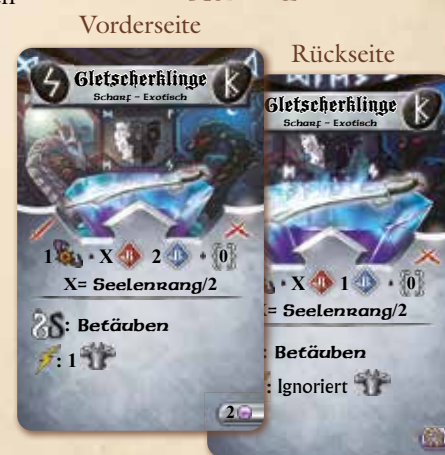 Vorderseite
Gletscherklinge
Scharf – Exotisch
1 • X 2 • 0
X= Seelenrang/2
: Betäuben
: 1
2
Rückseite
Gletscherklinge
Scharf – Exotisch
• X 1 • 0
= Seelenrang/2
: Betäuben
: Ignoriert